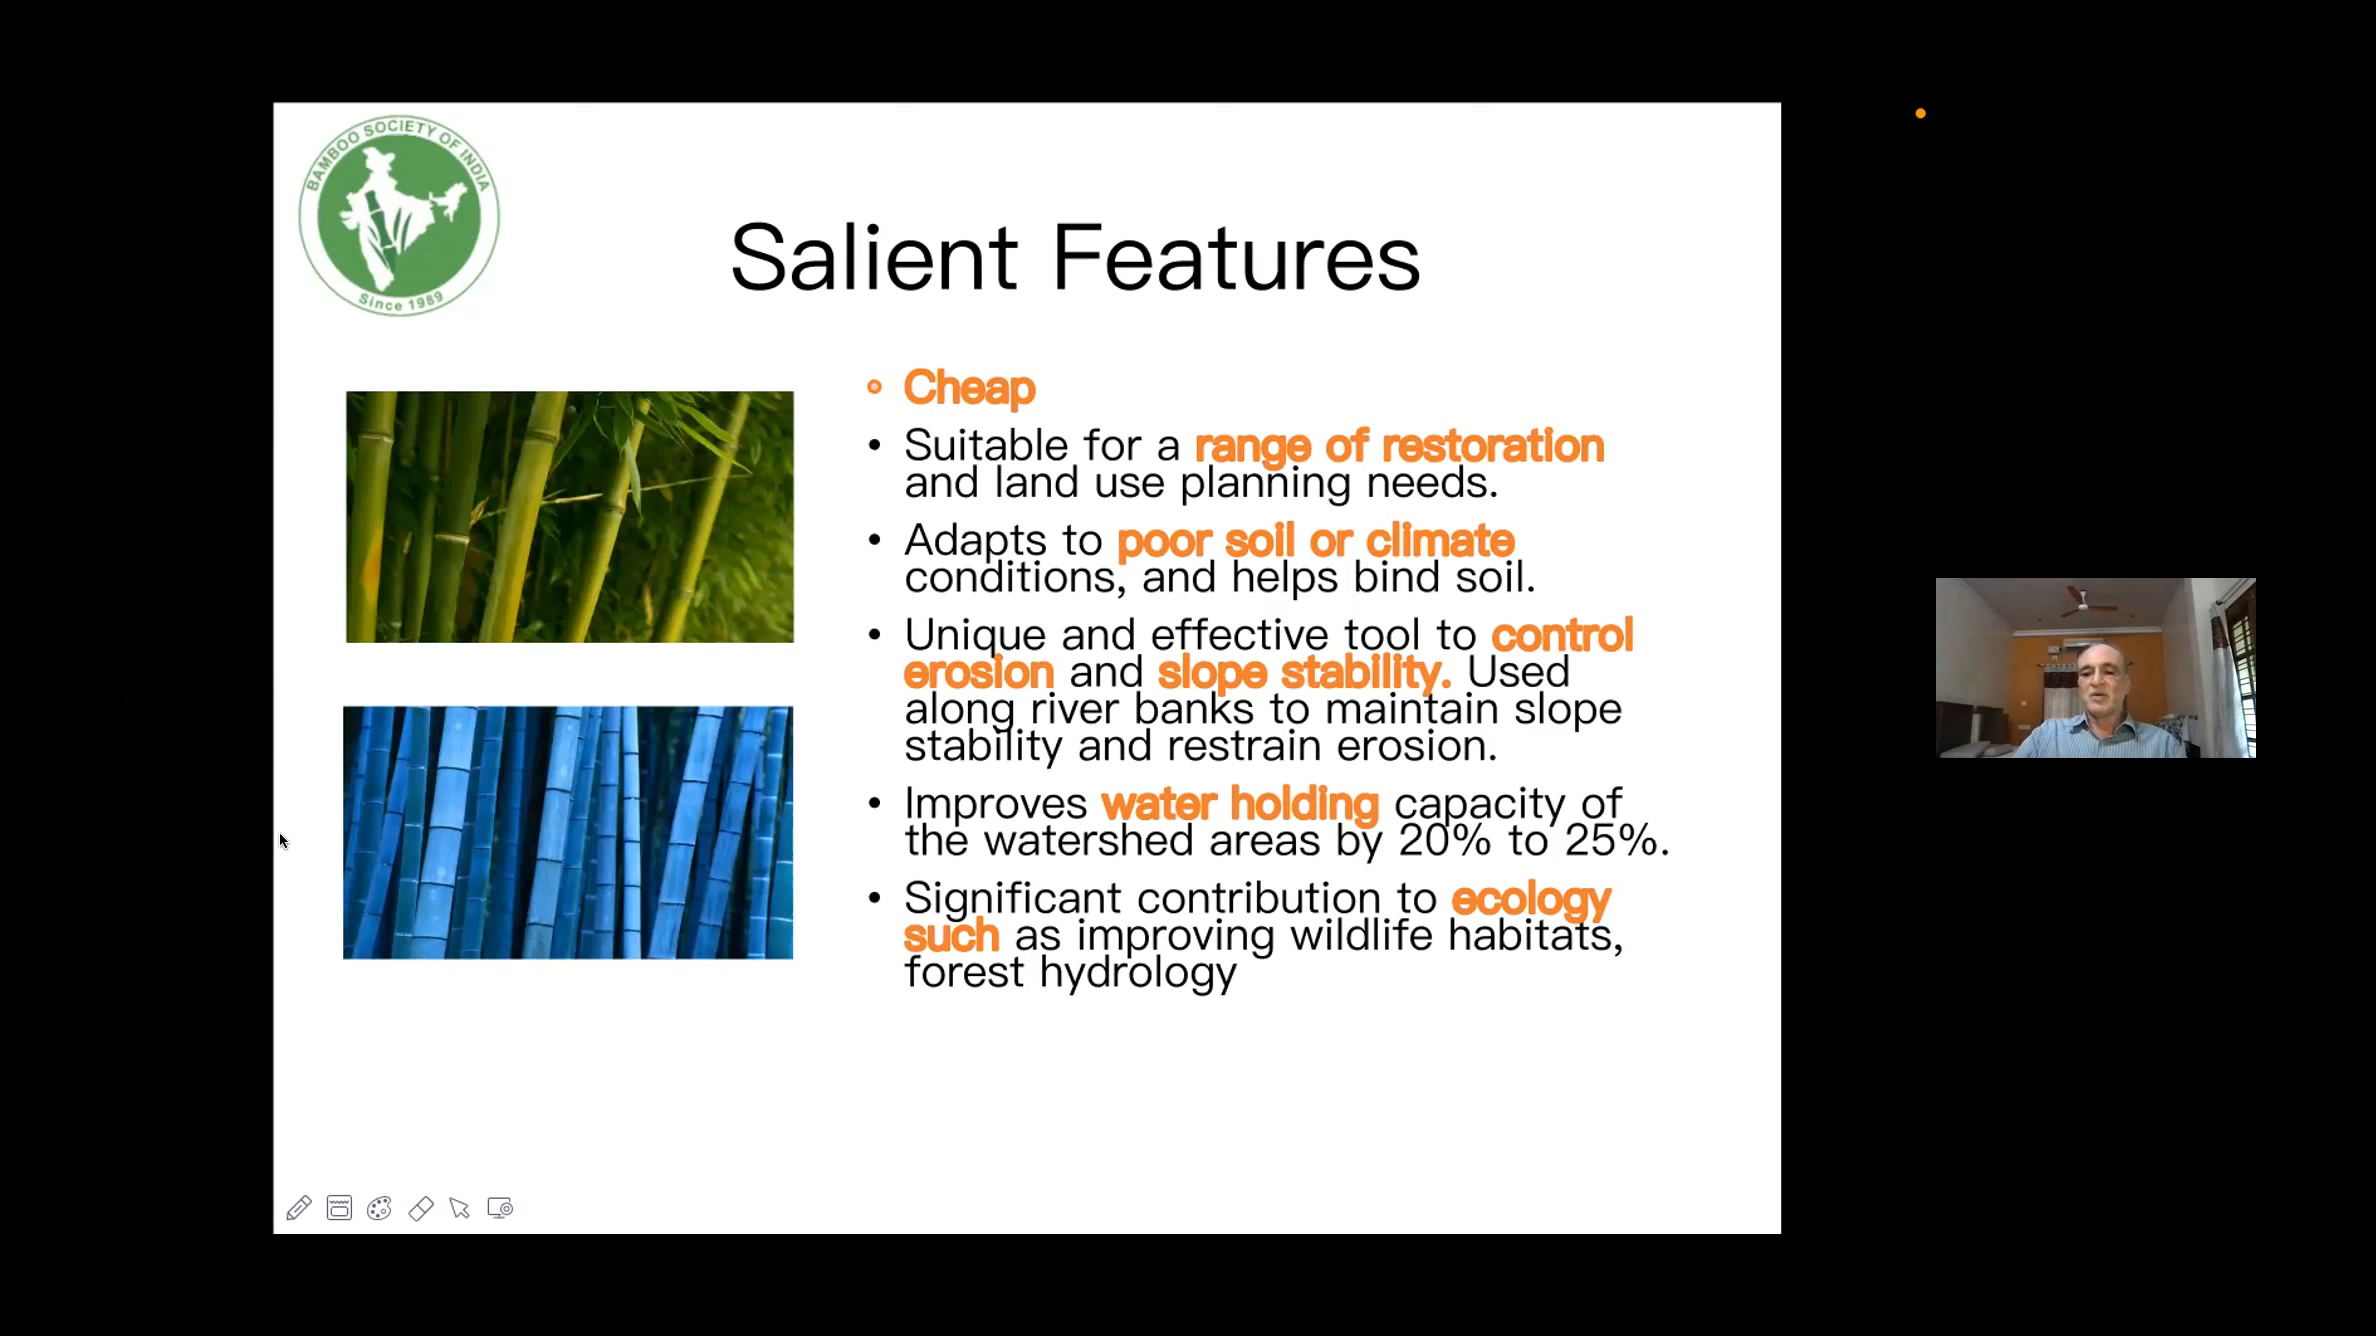 BAMBOO SOCIETY OF INDIA
Since 1989
Salient Features
• Cheap
• Suitable for a range of restoration
and land use planning needs.
• Adapts to poor soil or climate
conditions, and helps bind soil.
• Unique and effective tool to control
erosion and slope stability. Used
along river banks to maintain slope
stability and restrain erosion.
• Improves water holding capacity of
the watershed areas by 20% to 25%.
• Significant contribution to ecology
such as improving wildlife habitats,
forest hydrology